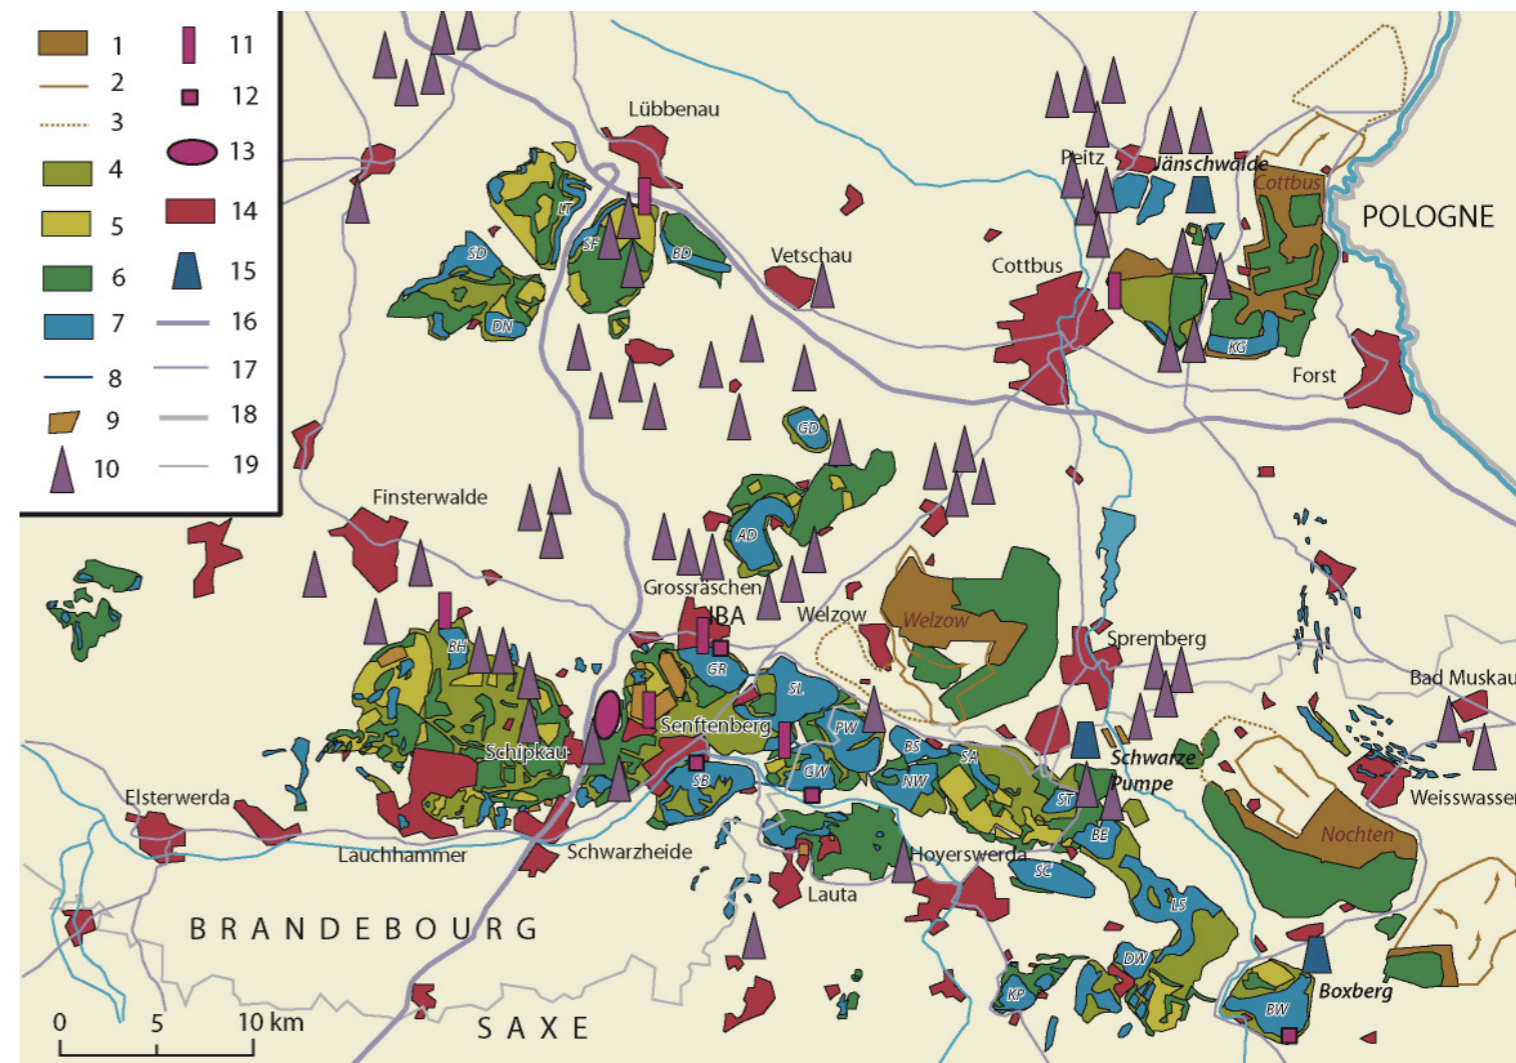 1
2
3
4
5
6
7
8
9
10
11
12
13
14
15
16
17
18
19
Lübbenau
Peitz
Jänschwalde
Cottbus
POLOGNE
LT
SF
BD
SD
DN
Vetschau
Cottbus
KG
Forst
GD
Finsterwalde
AD
Grossräschen
IBA
Welzow
Welzow
Spremberg
Bad Muskau
BH
GR
SL
PW
Senftenberg
Schipkau
BS
SA
NW
GW
SB
ST
Schwarze
Pumpe
BE
Weisswasser
Nochten
Elsterwerda
Lauchhammer
Schwarzheide
Lauta
Hoyerswerda
SC
LS
BRANDEBOURG
DW
KP
BW
Boxberg
0 5 10 km
SAXE